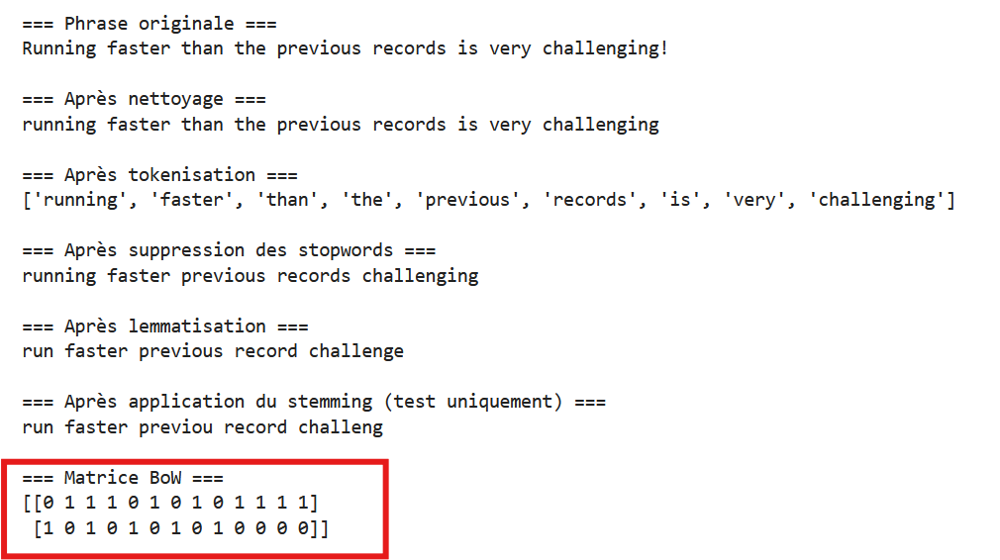 === Phrase originale ===
Running faster than the previous records is very challenging!
=== Après nettoyage ===
running faster than the previous records is very challenging
=== Après tokenisation ===
['running', 'faster', 'than', 'the', 'previous', 'records', 'is', 'very', 'challenging']
=== Après suppression des stopwords ===
running faster previous records challenging
=== Après lemmatisation ===
run faster previous record challenge
=== Après application du stemming (test uniquement) ===
run faster previou record challeng
=== Matrice BoW ===
[[0 1 1 1 0 1 0 1 0 1 1 1 1]
[1 0 1 0 1 0 1 0 1 0 0 0 0]]